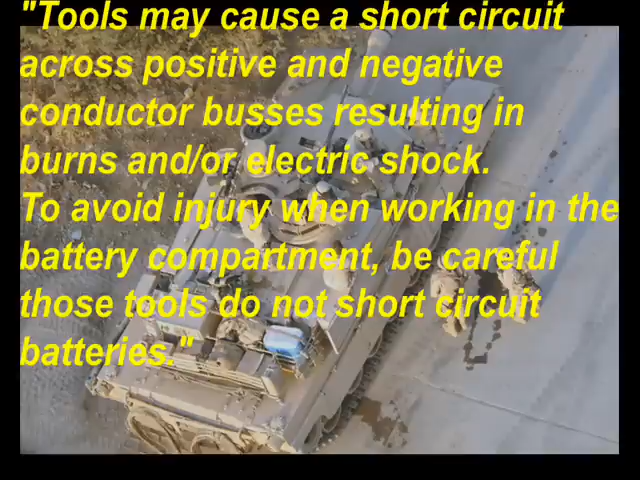 "Tools may cause a short circuit
across positive and negative
conductor busses resulting in
burns and/or electric shock.
To avoid injury when working in the
battery compartment, be careful
those tools do not short circuit
batteries."